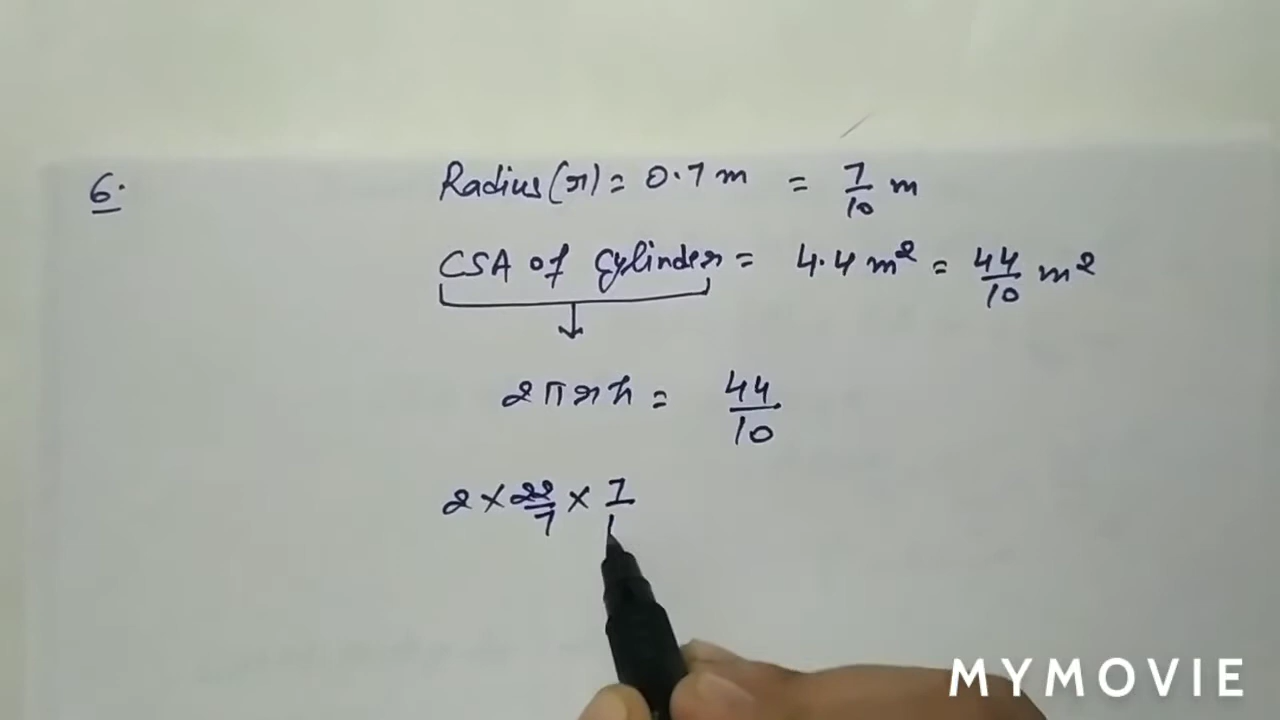 6.
Radius(r) = 0.7 m = 7/10 m
CSA of Cylinder = 4.4 m² = 44/10 m²
2πrh = 44/10
2 × 22/7 × 7/1
MYMOVIE